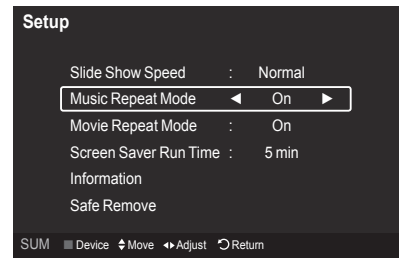 Setup
Slide Show Speed : Normal
Music Repeat Mode ◄ On ►
Movie Repeat Mode : On
Screen Saver Run Time : 5 min
Information
Safe Remove
SUM Device Move Adjust Return